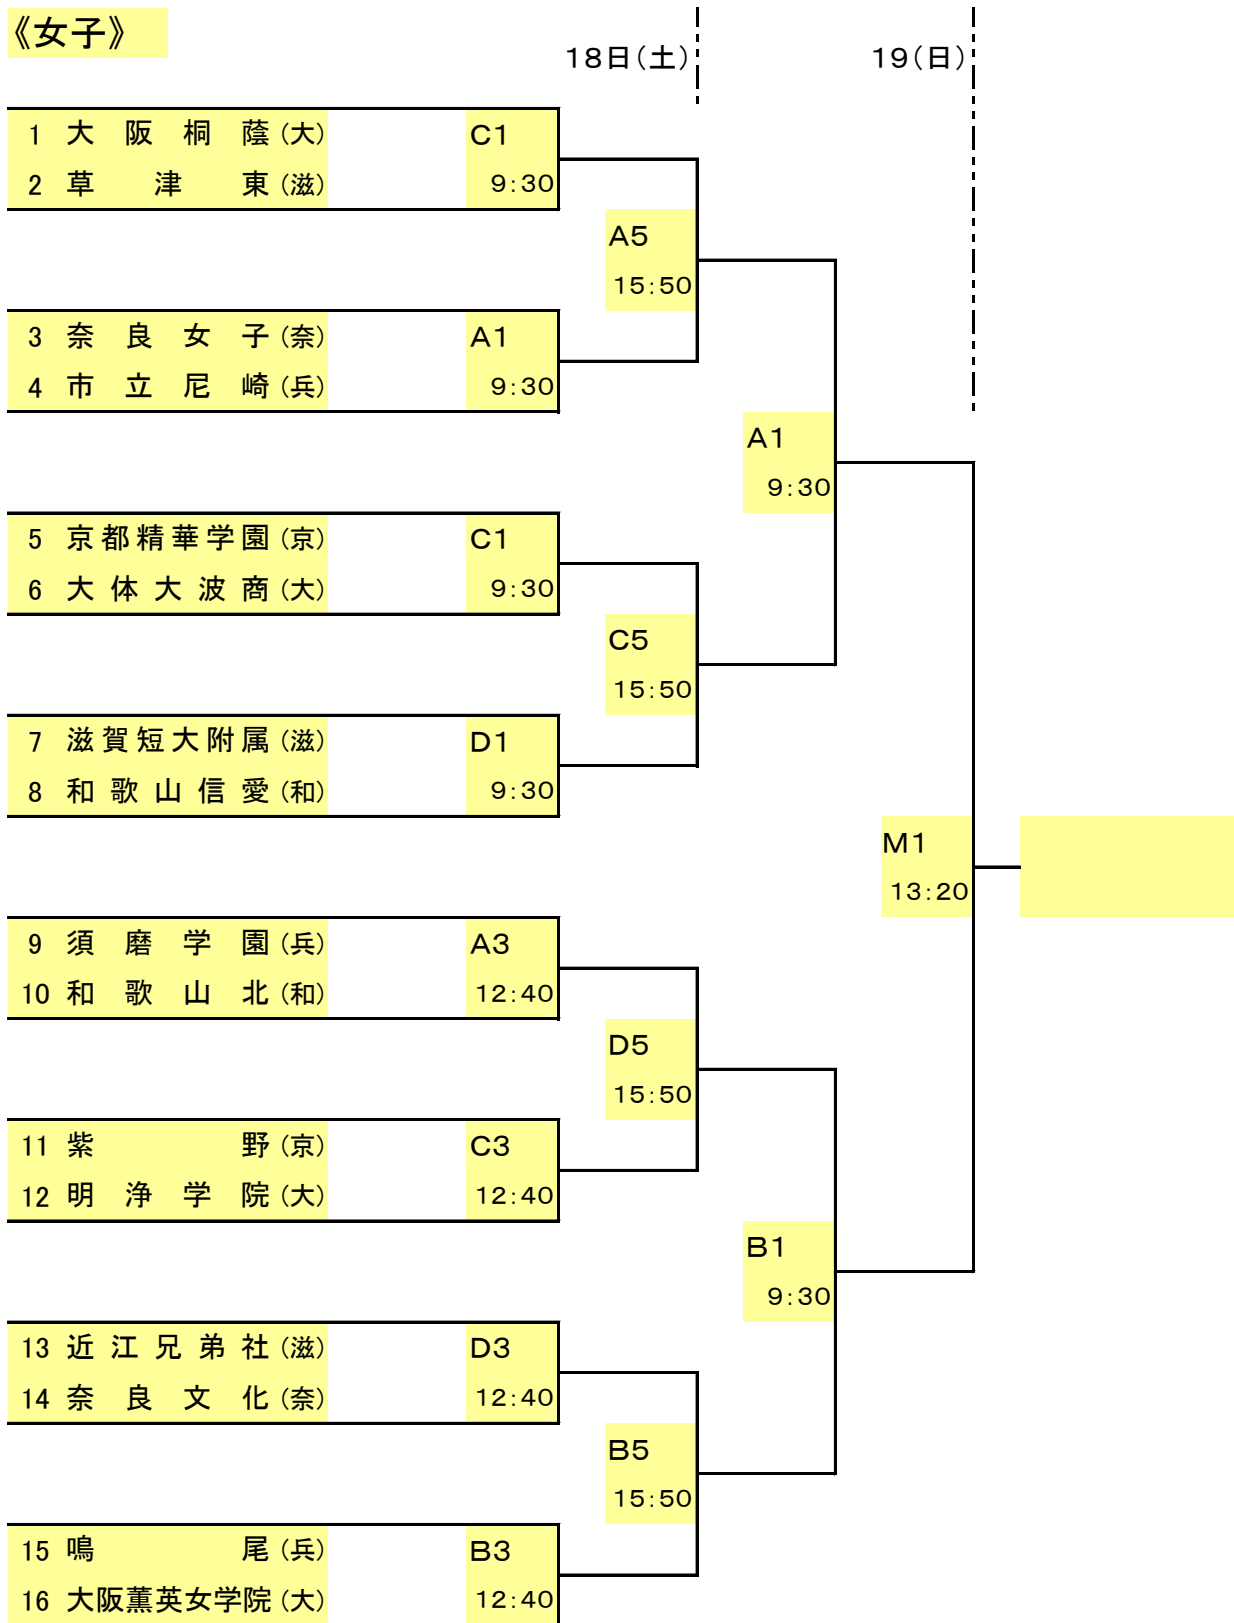 《女子》
18日(土)
19(日)
1 大阪桐蔭(大) C1
2 草津東(滋) 9:30
A5
15:50
3 奈良女子(奈) A1
4 市立尼崎(兵) 9:30
A1
9:30
5 京都精華学園(京) C1
6 大体大波商(大) 9:30
C5
15:50
7 滋賀短大附属(滋) D1
8 和歌山信愛(和) 9:30
M1
13:20
9 須磨学園(兵) A3
10 和歌山北(和) 12:40
D5
15:50
11 紫野(京) C3
12 明浄学院(大) 12:40
B1
9:30
13 近江兄弟社(滋) D3
14 奈良文化(奈) 12:40
B5
15:50
15 鳴尾(兵) B3
16 大阪薫英女学院(大) 12:40